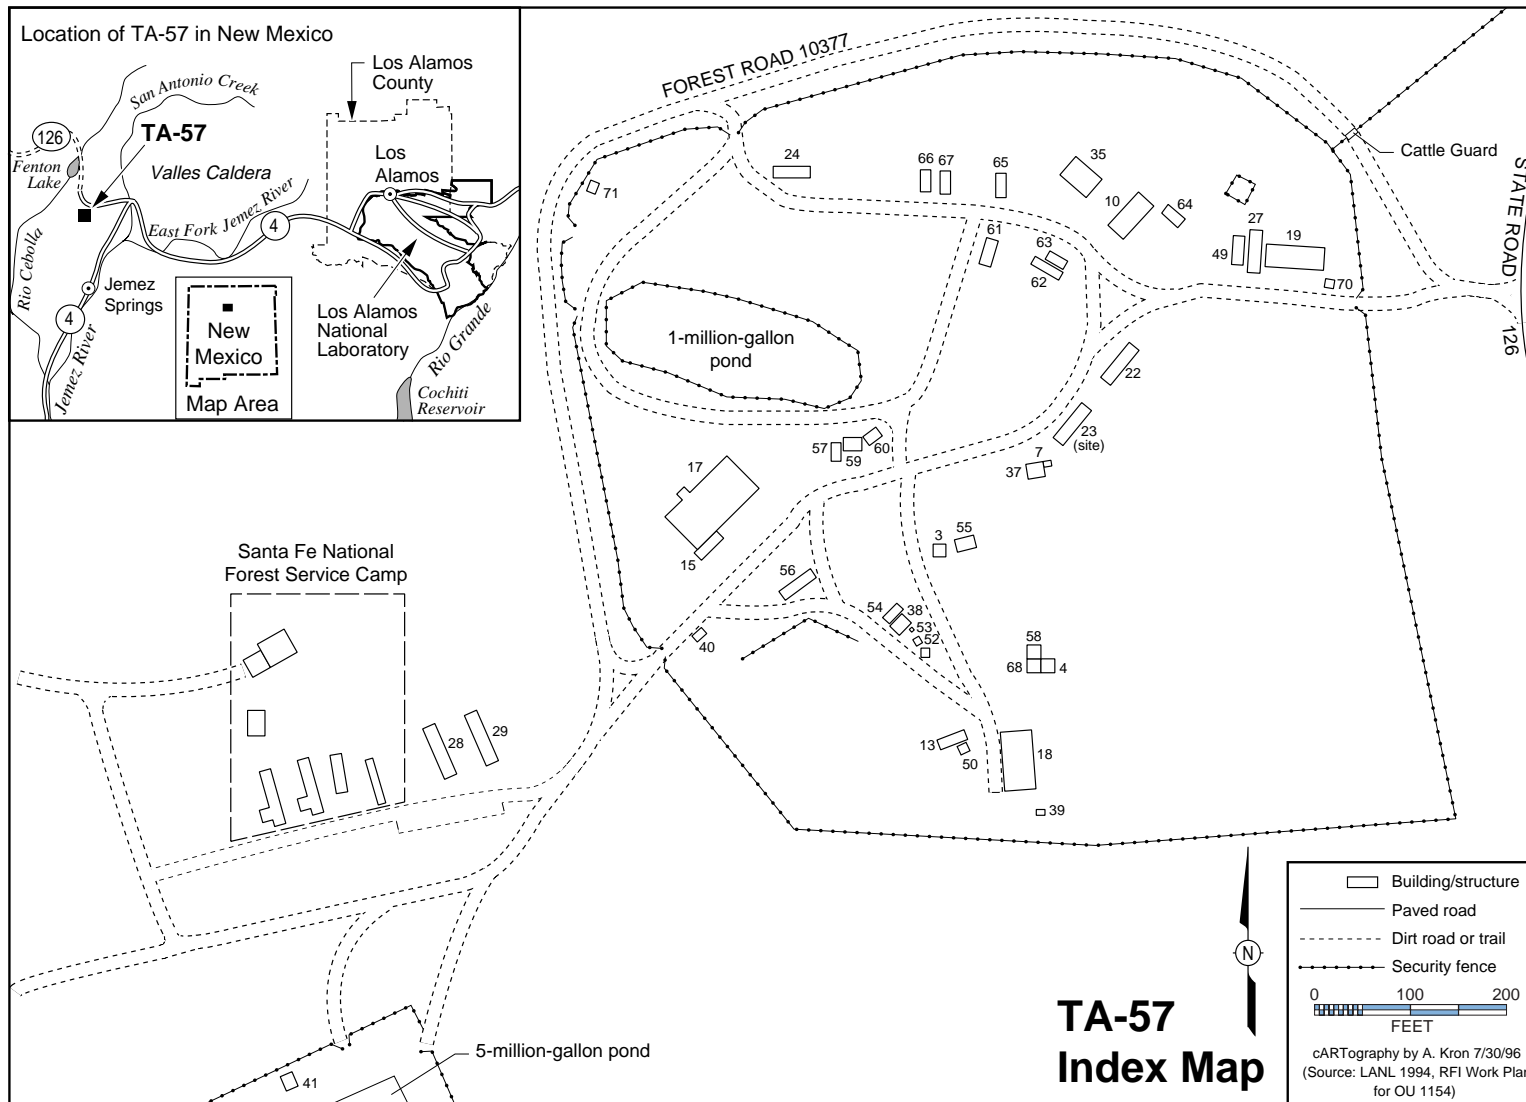 Location of TA-57 in New Mexico
Los Alamos
County
San Antonio Creek
126
TA-57
Fenton
Lake
Valles Caldera
Los
Alamos
East Fork Jemez River
4
Rio Cebolla
Jemez
Springs
4
Jemez River
New
Mexico
Map Area
Los Alamos
National
Laboratory
Rio Grande
Cochiti
Reservoir
FOREST ROAD 10377
Cattle Guard
STATE ROAD
126
24
66
67
65
35
10
64
71
61
63
62
49
27
19
70
1-million-gallon
pond
22
23
(site)
57
59
60
7
37
17
15
3
55
56
54
38
53
52
40
58
68
4
13
50
18
39
Santa Fe National
Forest Service Camp
28
29
5-million-gallon pond
41
TA-57
Index Map
N
Building/structure
Paved road
Dirt road or trail
Security fence
0 100 200
FEET
cARTography by A. Kron 7/30/96
(Source: LANL 1994, RFI Work Plan
for OU 1154)